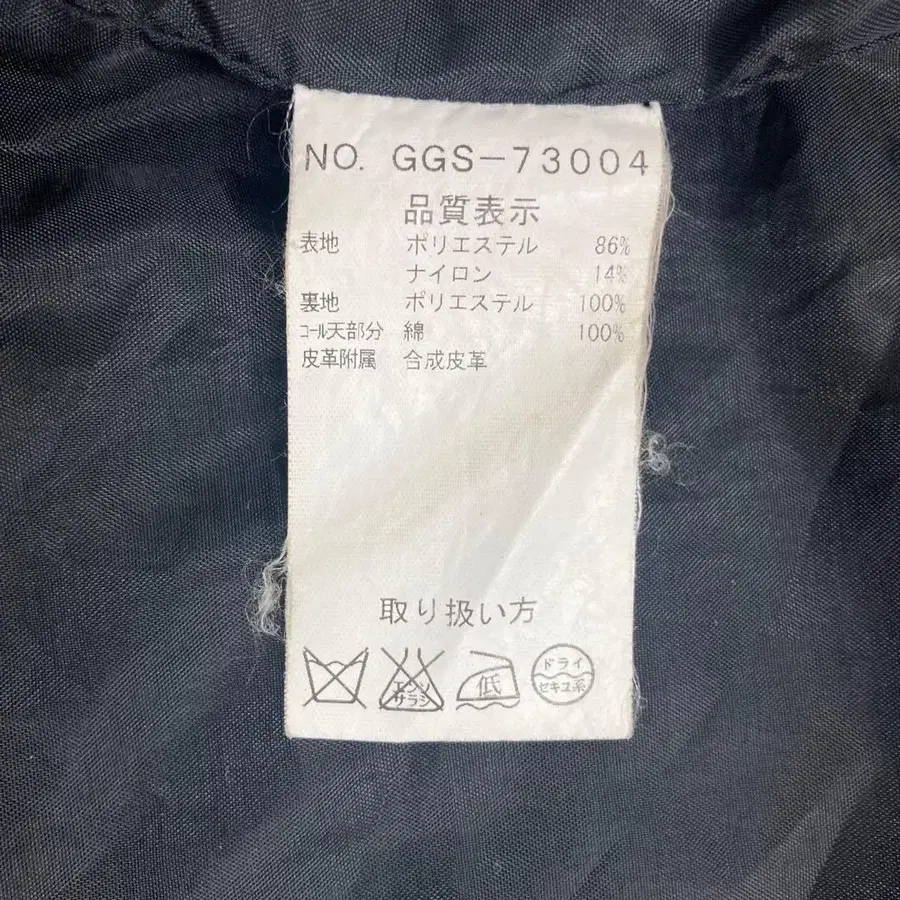 NO. GGS-73004
品質表示
表地 ポリエステル 86%
ナイロン 14%
裏地 ポリエステル 100%
コール天部分 綿 100%
皮革附属 合成皮革
取り扱い方
エンソ
サラシ
低
ドライ
セキユ系